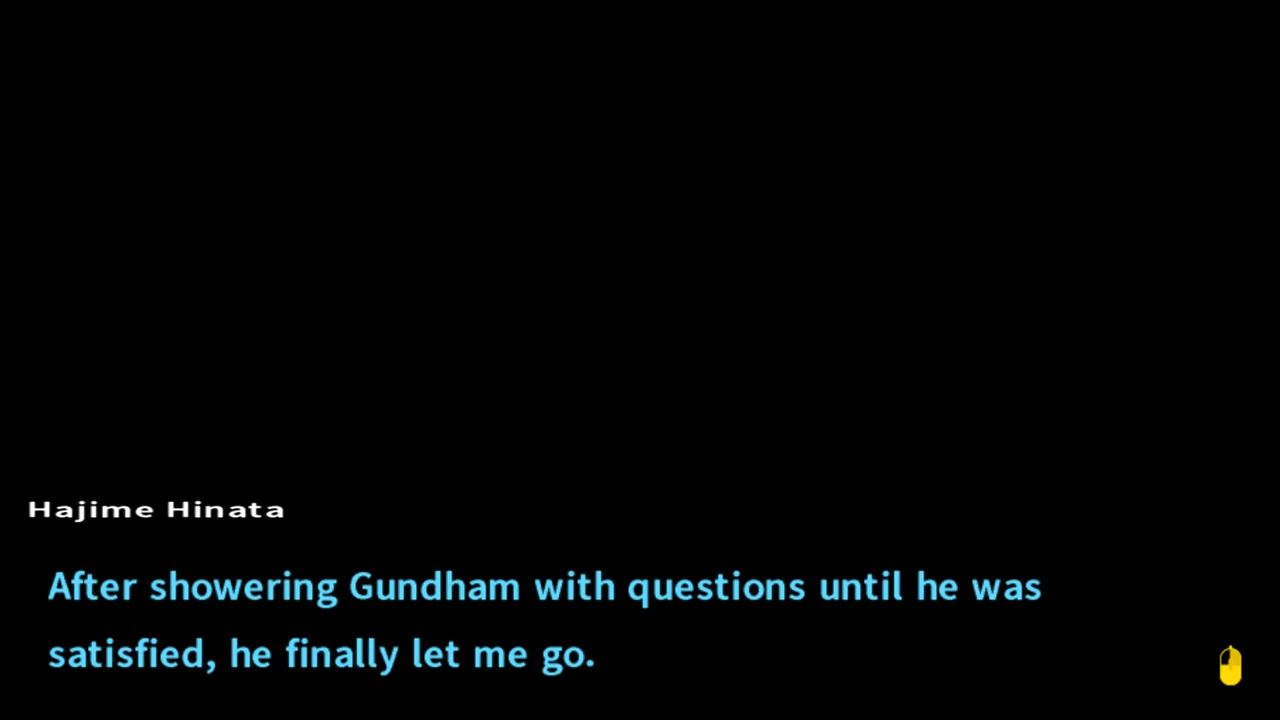 Hajime Hinata
After showering Gundham with questions until he was
satisfied, he finally let me go.